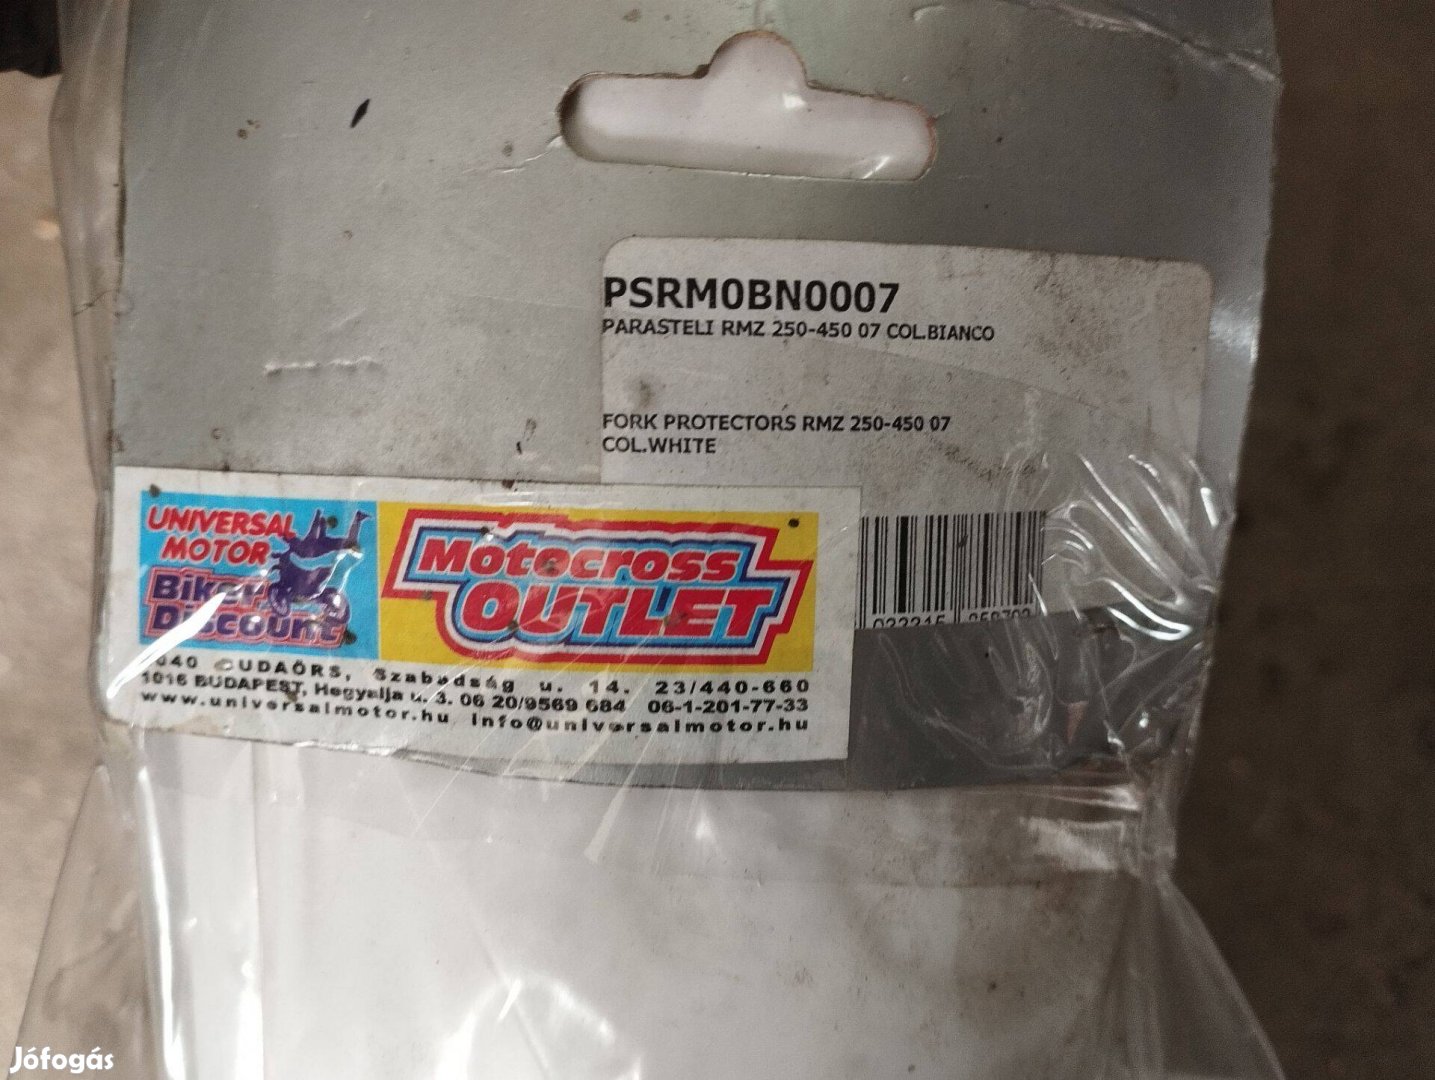 PSRM0BN0007
PARASTELI RMZ 250-450 07 COL.BIANCO
FORK PROTECTORS RMZ 250-450 07
COL.WHITE
UNIVERSAL
MOTOR
Bikers
Discount
Motocross
OUTLET
040 BUDAÖRS, Szabadság u. 14. 23/440-660
1016 BUDAPEST, Hegyalja u. 3. 06 20/9569 684 06-1-201-77-33
www.universalmotor.hu info@universalmotor.hu
Jófogás